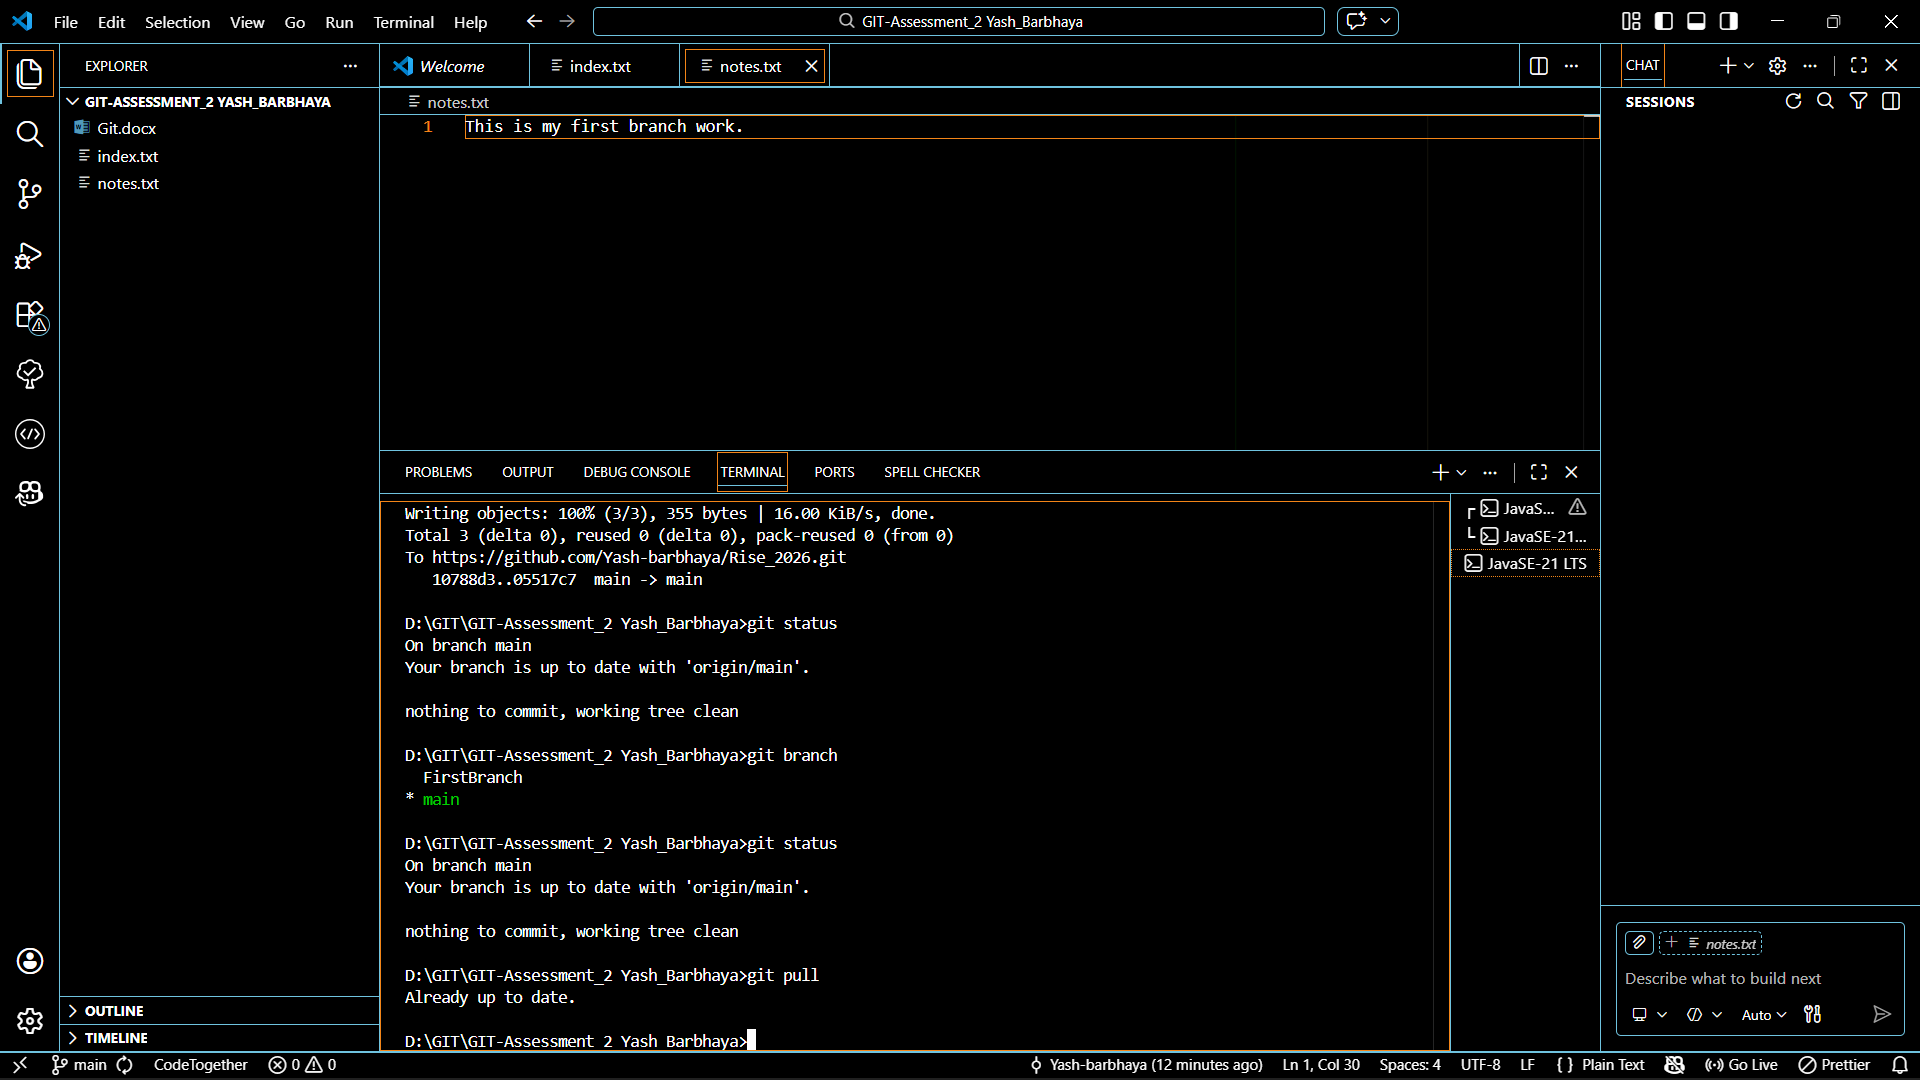 File Edit Selection View Go Run Terminal Help
GIT-Assessment_2 Yash_Barbhaya
EXPLORER
GIT-ASSESSMENT_2 YASH_BARBHAYA
Git.docx
index.txt
notes.txt
OUTLINE
TIMELINE
Welcome index.txt notes.txt
notes.txt
1 This is my first branch work.
PROBLEMS OUTPUT DEBUG CONSOLE TERMINAL PORTS SPELL CHECKER
Writing objects: 100% (3/3), 355 bytes | 16.00 KiB/s, done.
Total 3 (delta 0), reused 0 (delta 0), pack-reused 0 (from 0)
To https://github.com/Yash-barbhaya/Rise_2026.git
10788d3..05517c7  main -> main
D:\GIT\GIT-Assessment_2 Yash_Barbhaya>git status
On branch main
Your branch is up to date with 'origin/main'.
nothing to commit, working tree clean
D:\GIT\GIT-Assessment_2 Yash_Barbhaya>git branch
FirstBranch
* main
D:\GIT\GIT-Assessment_2 Yash_Barbhaya>git status
On branch main
Your branch is up to date with 'origin/main'.
nothing to commit, working tree clean
D:\GIT\GIT-Assessment_2 Yash_Barbhaya>git pull
Already up to date.
D:\GIT\GIT-Assessment_2 Yash_Barbhaya>
JavaS...
JavaSE-21...
JavaSE-21 LTS
CHAT
SESSIONS
notes.txt
Describe what to build next
Auto
main CodeTogether 0 0 Yash-barbhaya (12 minutes ago) Ln 1, Col 30 Spaces: 4 UTF-8 LF {} Plain Text Go Live Prettier